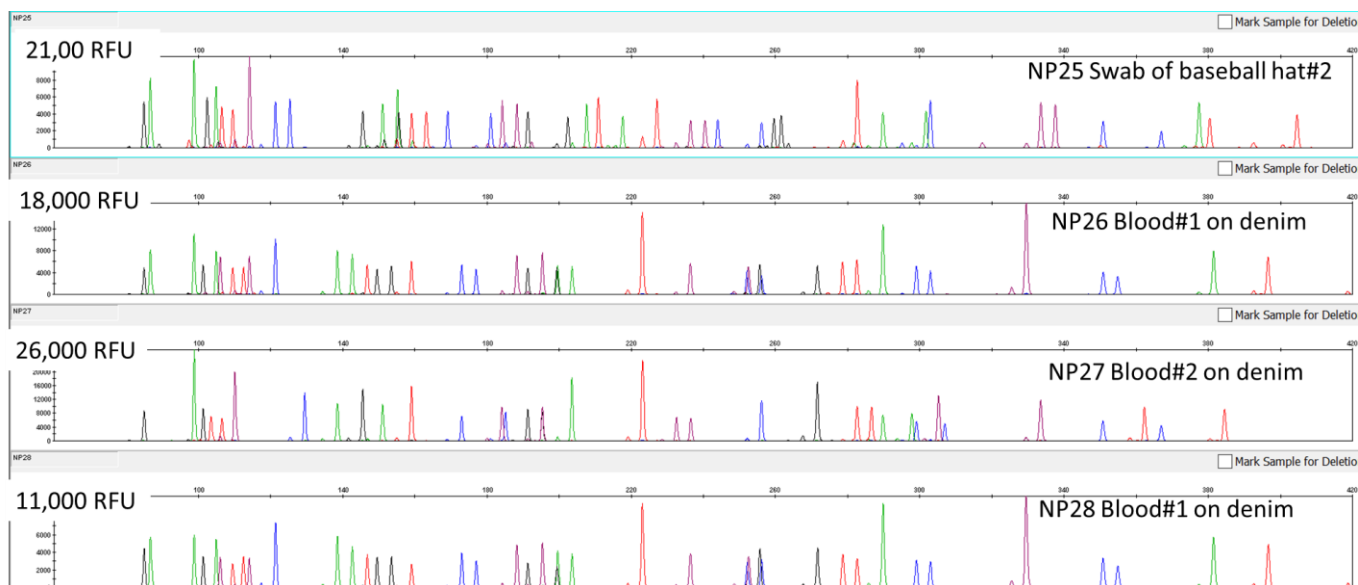 NP25
Mark Sample for Deletio
21,00 RFU
100 140 180 220 260 300 340 380 420
NP25 Swab of baseball hat#2
8000
6000
4000
2000
0
NP26
Mark Sample for Deletio
18,000 RFU
100 140 180 220 260 300 340 380 420
NP26 Blood#1 on denim
12000
8000
4000
0
NP27
Mark Sample for Deletio
26,000 RFU
100 140 180 220 260 300 340 380 420
NP27 Blood#2 on denim
20000
16000
12000
8000
4000
0
NP28
Mark Sample for Deletio
11,000 RFU
100 140 180 220 260 300 340 380 420
NP28 Blood#1 on denim
6000
4000
2000
0